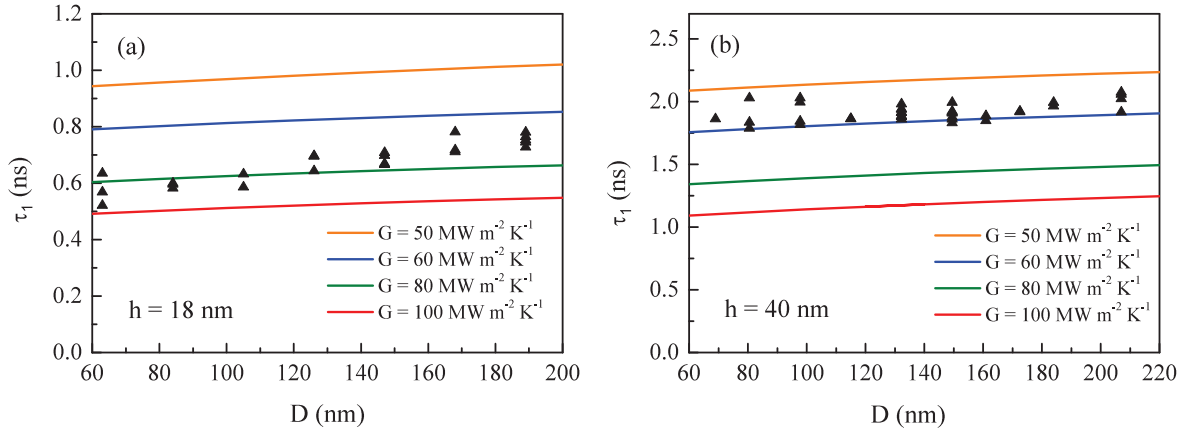 (a)
1.2
1.0
0.8
0.6
0.4
0.2
0.0
τ1 (ns)
G = 50 MW m-2 K-1
G = 60 MW m-2 K-1
G = 80 MW m-2 K-1
G = 100 MW m-2 K-1
h = 18 nm
60 80 100 120 140 160 180 200
D (nm)
(b)
2.5
2.0
1.5
1.0
0.5
0.0
τ1 (ns)
G = 50 MW m-2 K-1
G = 60 MW m-2 K-1
G = 80 MW m-2 K-1
G = 100 MW m-2 K-1
h = 40 nm
60 80 100 120 140 160 180 200 220
D (nm)